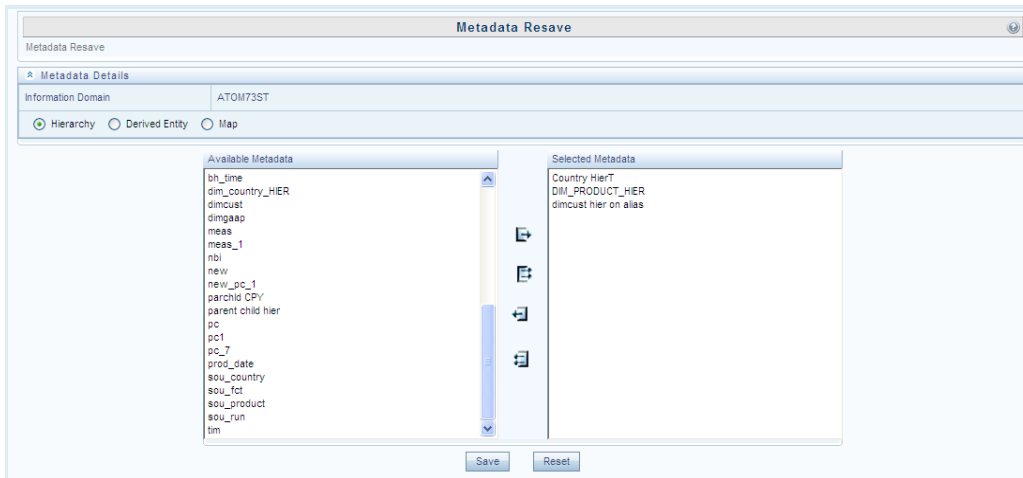 Metadata Resave
Metadata Resave
Metadata Details
Information Domain ATOM73ST
Hierarchy Derived Entity Map
Available Metadata
bh_time
dim_country_HIER
dimcust
dimgaap
meas
meas_1
nbi
new
new_pc_1
parchld CPY
parent child hier
pc
pc1
pc_7
prod_date
sou_country
sou_fct
sou_product
sou_run
tim
Selected Metadata
Country HierT
DIM_PRODUCT_HIER
dimcust hier on alias
Save Reset